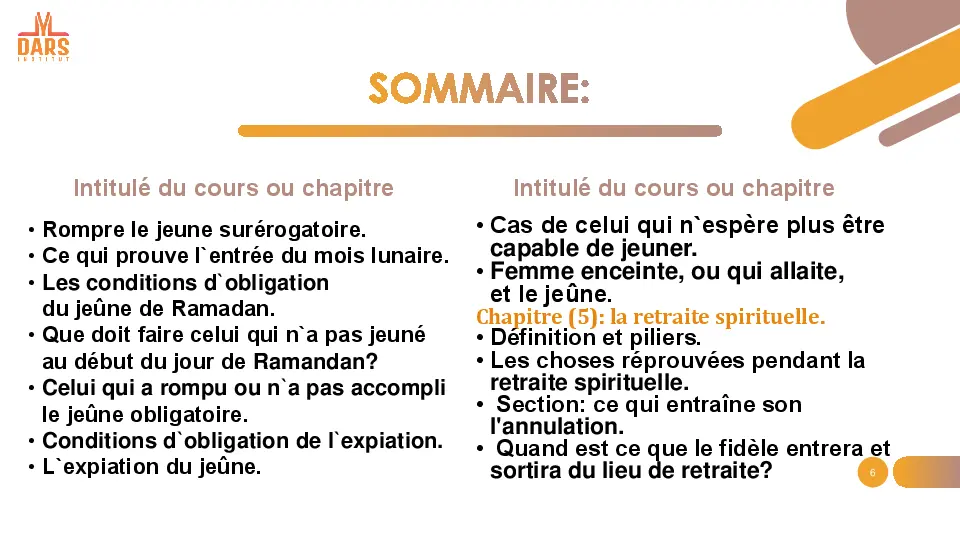 DARS
INSTITUT
SOMMAIRE:
Intitulé du cours ou chapitre
• Rompre le jeune surérogatoire.
• Ce qui prouve l`entrée du mois lunaire.
• Les conditions d`obligation
du jeûne de Ramadan.
• Que doit faire celui qui n`a pas jeuné
au début du jour de Ramandan?
• Celui qui a rompu ou n`a pas accompli
le jeûne obligatoire.
• Conditions d`obligation de l`expiation.
• L`expiation du jeûne.
Intitulé du cours ou chapitre
• Cas de celui qui n`espère plus être
capable de jeuner.
• Femme enceinte, ou qui allaite,
et le jeûne.
Chapitre (5): la retraite spirituelle.
• Définition et piliers.
• Les choses réprouvées pendant la
retraite spirituelle.
• Section: ce qui entraîne son
l'annulation.
• Quand est ce que le fidèle entrera et
sortira du lieu de retraite?
6